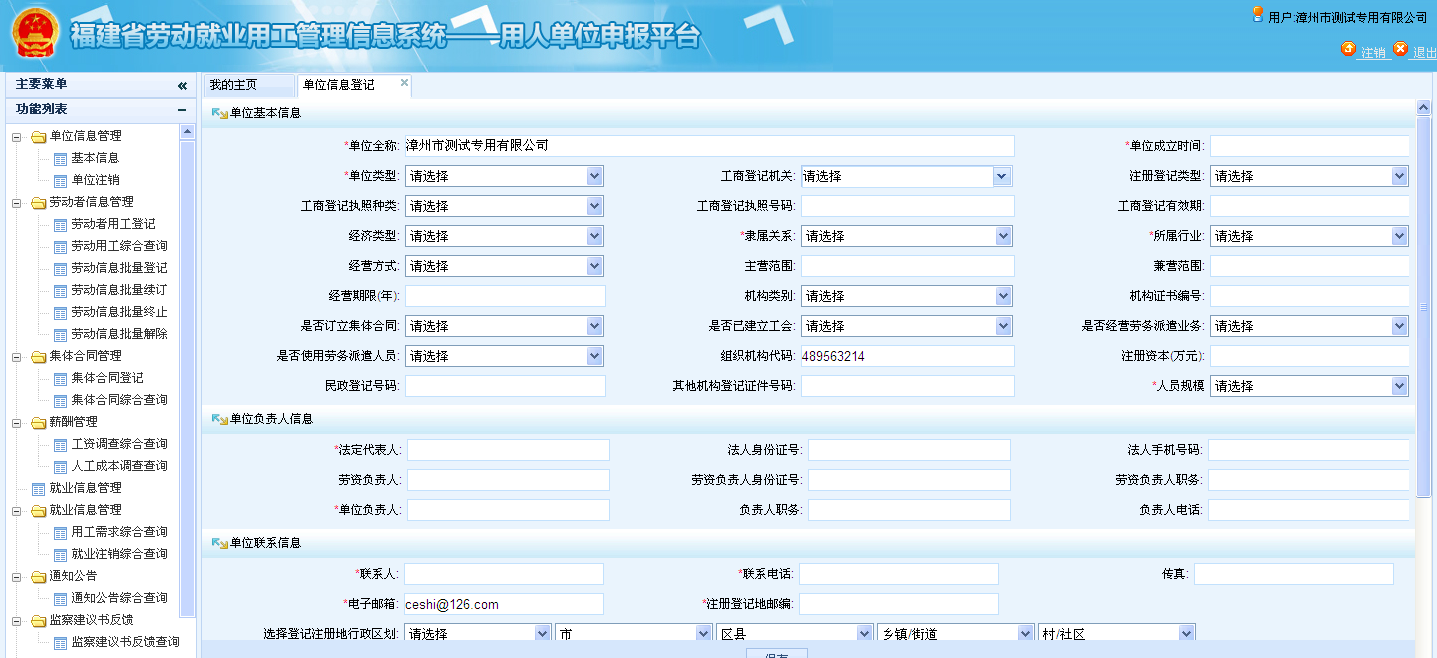 福建省劳动就业用工管理信息系统——用人单位申报平台
用户:漳州市测试专用有限公司
注销 退出
主要菜单 «
功能列表
单位信息管理
基本信息
单位注销
劳动者信息管理
劳动者用工登记
劳动用工综合查询
劳动信息批量登记
劳动信息批量续订
劳动信息批量终止
劳动信息批量解除
集体合同管理
集体合同登记
集体合同综合查询
薪酬管理
工资调查综合查询
人工成本调查查询
就业信息管理
就业信息管理
用工需求综合查询
就业注销综合查询
通知公告
通知公告综合查询
监察建议书反馈
监察建议书反馈查询
我的主页 单位信息登记
单位基本信息
*单位全称: 漳州市测试专用有限公司 *单位成立时间:
*单位类型: 请选择 工商登记机关: 请选择 注册登记类型: 请选择
工商登记执照种类: 请选择 工商登记执照号码: 工商登记有效期:
经济类型: 请选择 *隶属关系: 请选择 *所属行业: 请选择
经营方式: 请选择 主营范围: 兼营范围:
经营期限(年): 机构类别: 请选择 机构证书编号:
是否订立集体合同: 请选择 是否已建立工会: 请选择 是否经营劳务派遣业务: 请选择
是否使用劳务派遣人员: 请选择 组织机构代码: 489563214 注册资本(万元):
民政登记号码: 其他机构登记证件号码: *人员规模 请选择
单位负责人信息
*法定代表人: 法人身份证号: 法人手机号码:
劳资负责人: 劳资负责人身份证号: 劳资负责人职务:
*单位负责人: 负责人职务: 负责人电话:
单位联系信息
*联系人: *联系电话: 传真:
*电子邮箱: ceshi@126.com *注册登记地邮编:
选择登记注册地行政区划: 请选择 市 区县 乡镇/街道 村/社区